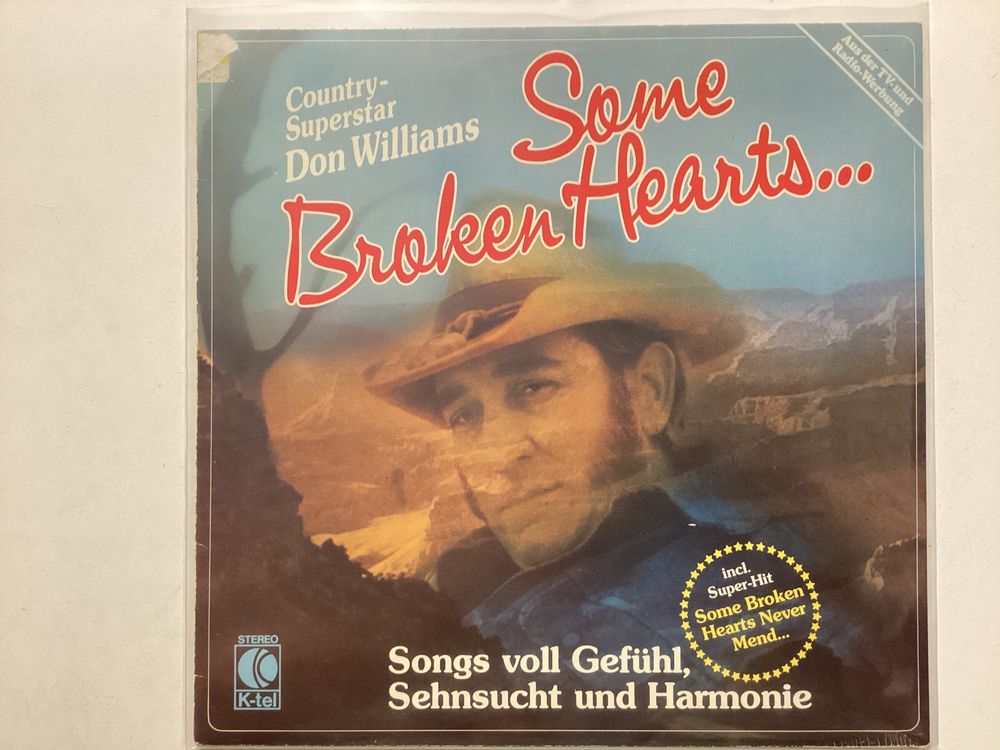 Country-
Superstar
Don Williams
Some
Broken Hearts...
Aus der TV- und
Radio-Werbung
incl.
Super-Hit
Some Broken
Hearts Never
Mend...
STEREO
K-tel
Songs voll Gefühl,
Sehnsucht und Harmonie